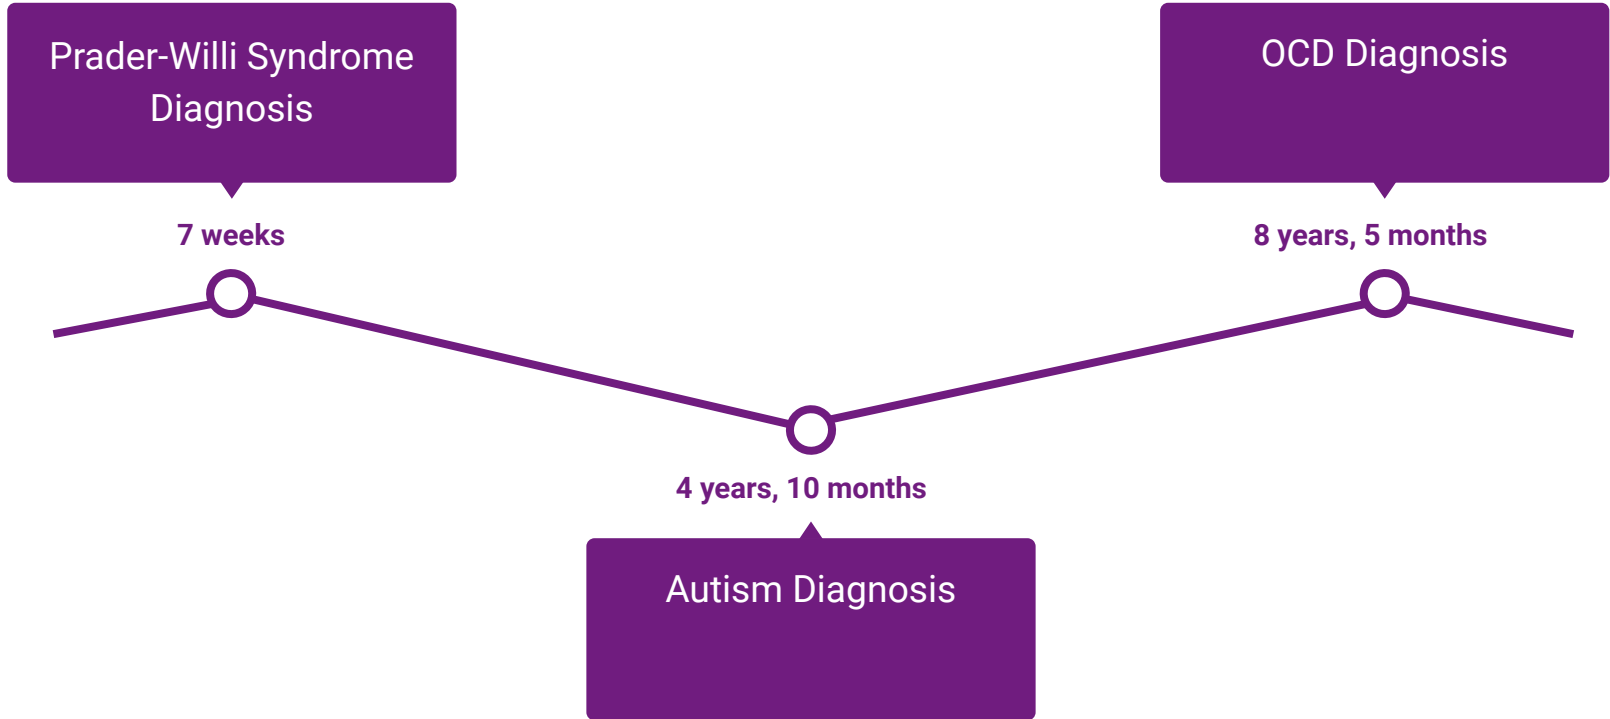 Prader-Willi Syndrome
Diagnosis
7 weeks
4 years, 10 months
Autism Diagnosis
OCD Diagnosis
8 years, 5 months